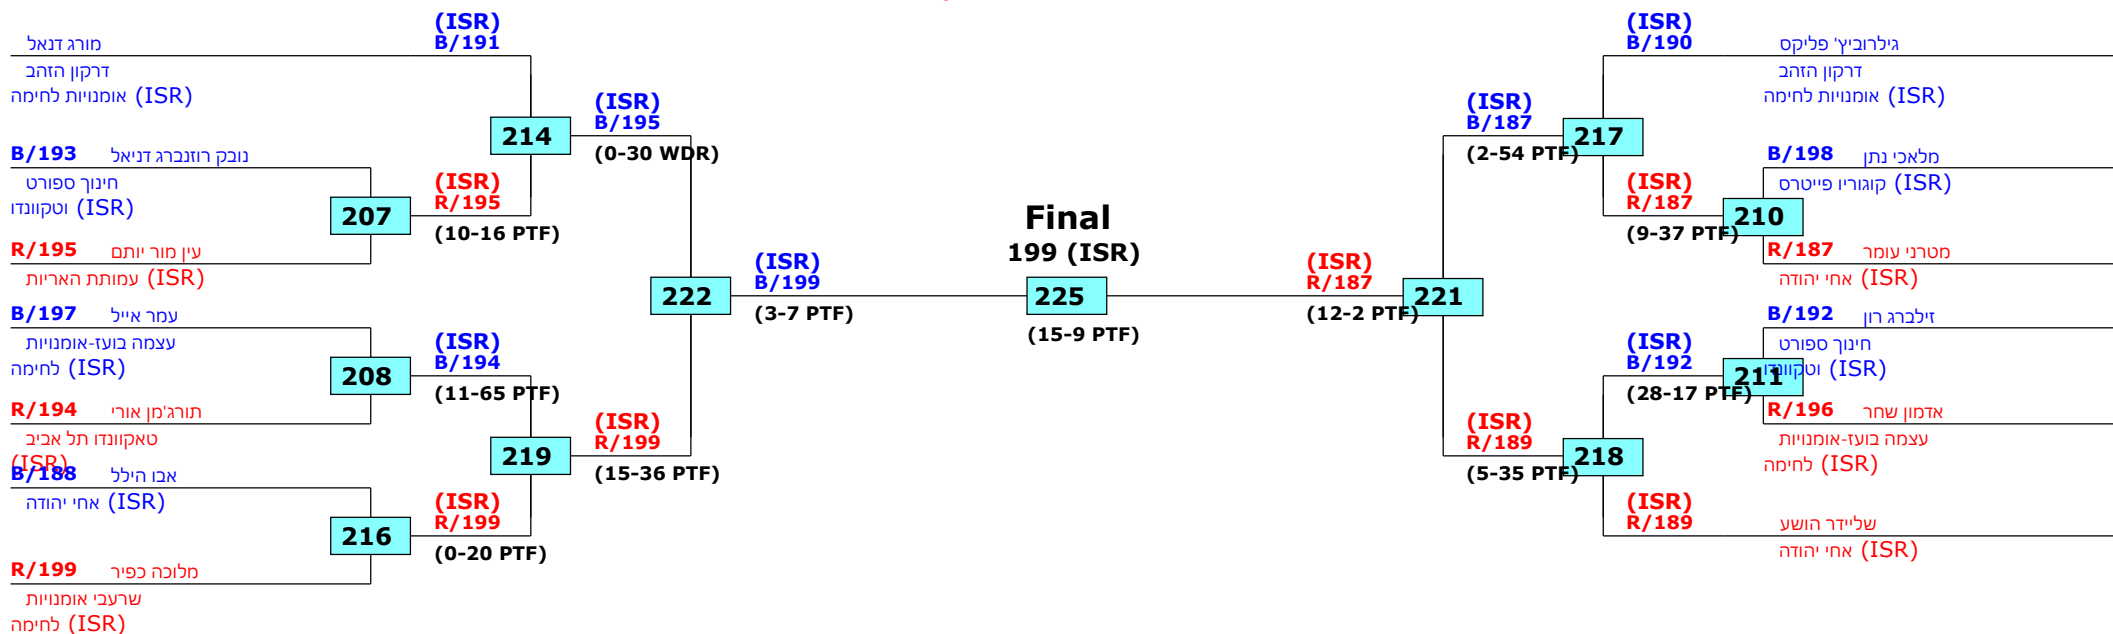 (ISR)
B/191
מורג דנאל
דרקון הזהב
אומנויות לחימה (ISR)
214
(ISR)
B/195
(0-30 WDR)
B/193 נובק רוזנברג דניאל
חינוך ספורט
וטקוונדו (ISR)
207
(ISR)
R/195
(10-16 PTF)
R/195 עין מור יותם
עמותת האריות (ISR)
222
(ISR)
B/199
(3-7 PTF)
B/197 עמר אייל
עצמה בועז-אומנויות
לחימה (ISR)
208
(ISR)
B/194
(11-65 PTF)
R/194 תורג'מן אורי
טאקוונדו תל אביב
(ISR)
219
(ISR)
R/199
(15-36 PTF)
B/188 אבו הילל
אחי יהודה (ISR)
216
(ISR)
R/199
(0-20 PTF)
R/199 מלוכה כפיר
שרעבי אומנויות
לחימה (ISR)
Final
199 (ISR)
225
(15-9 PTF)
(ISR)
R/187
(12-2 PTF)
221
(ISR)
B/187
(2-54 PTF)
217
(ISR)
B/190
גילרוביץ' פליקס
דרקון הזהב
אומנויות לחימה (ISR)
B/198 מלאכי נתן
קוגוריו פייטרס (ISR)
(ISR)
R/187
(9-37 PTF)
210
R/187 מטרני עומר
אחי יהודה (ISR)
B/192 זילברג רון
חינוך ספורט
וטקוונדו (ISR)
(ISR)
B/192
(28-17 PTF)
211
R/196 אדמון שחר
עצמה בועז-אומנויות
לחימה (ISR)
(ISR)
R/189
(5-35 PTF)
218
(ISR)
R/189
שליידר הושע
אחי יהודה (ISR)